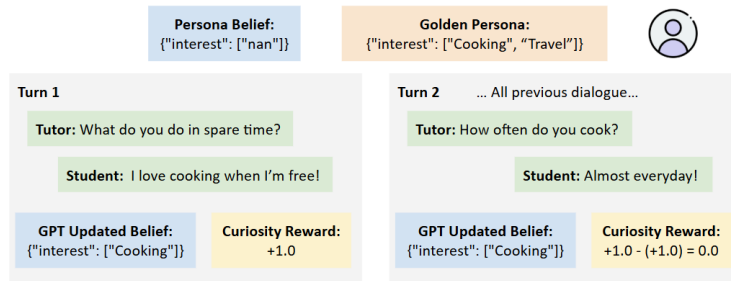 Persona Belief:
{"interest": ["nan"]}
Golden Persona:
{"interest": ["Cooking", “Travel”]}
Turn 1
Tutor: What do you do in spare time?
Student: I love cooking when I’m free!
GPT Updated Belief:
{"interest": ["Cooking"]}
Curiosity Reward:
+1.0
Turn 2 ... All previous dialogue...
Tutor: How often do you cook?
Student: Almost everyday!
GPT Updated Belief:
{"interest": ["Cooking"]}
Curiosity Reward:
+1.0 - (+1.0) = 0.0